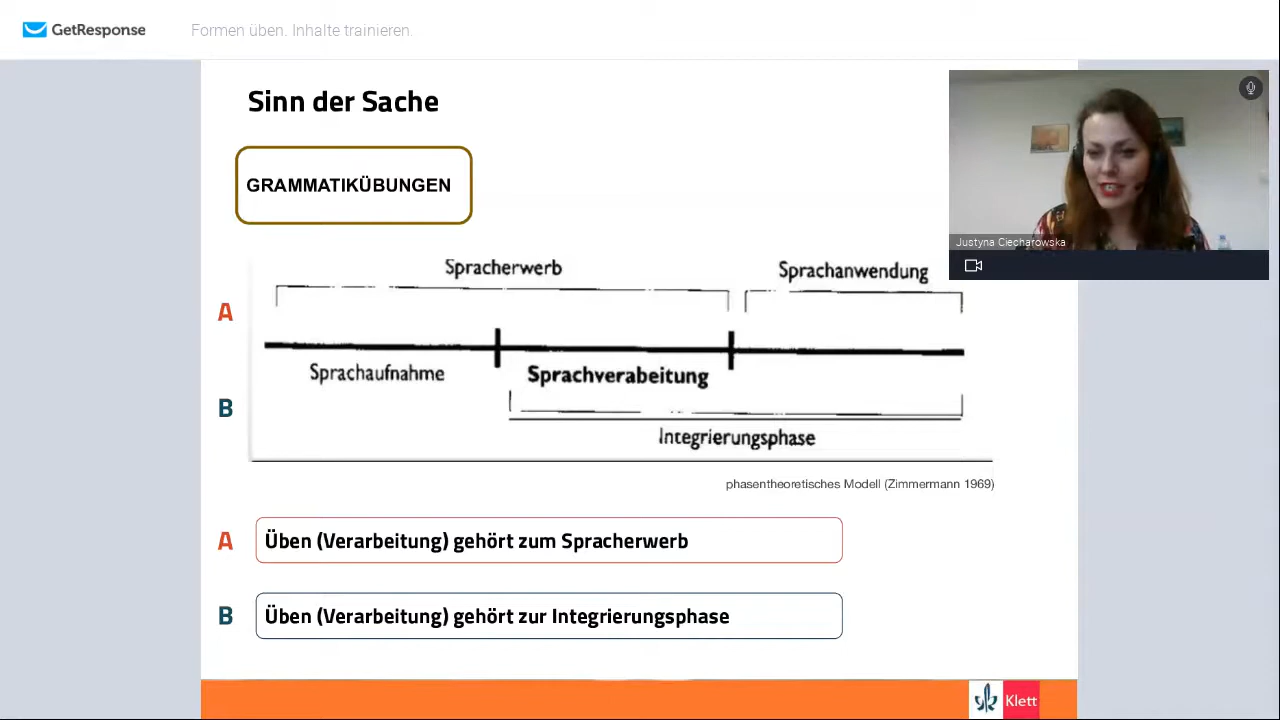 GetResponse
Formen üben. Inhalte trainieren.
Sinn der Sache
GRAMMATIKÜBUNGEN
Justyna Ciecharowska
Spracherwerb
Sprachanwendung
A
Sprachaufnahme
Sprachverabeitung
B
Integrierungsphase
phasentheoretisches Modell (Zimmermann 1969)
A
Üben (Verarbeitung) gehört zum Spracherwerb
B
Üben (Verarbeitung) gehört zur Integrierungsphase
Klett